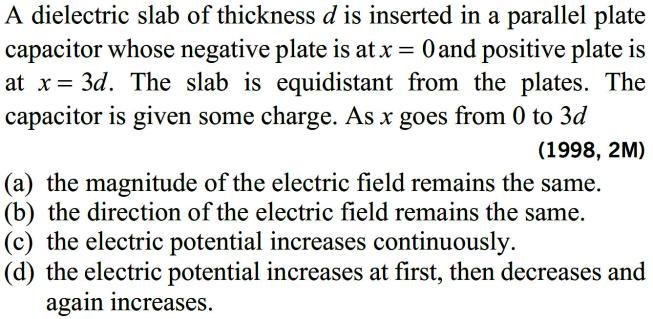 A dielectric slab of thickness d is inserted in a parallel plate
capacitor whose negative plate is at x = 0 and positive plate is
at x = 3d. The slab is equidistant from the plates. The
capacitor is given some charge. As x goes from 0 to 3d
(1998, 2M)
(a) the magnitude of the electric field remains the same.
(b) the direction of the electric field remains the same.
(c) the electric potential increases continuously.
(d) the electric potential increases at first, then decreases and
again increases.